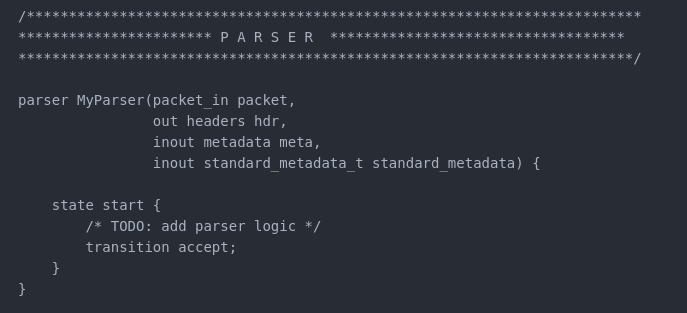 /*************************************************************************
*********************** P A R S E R  ***********************************
*************************************************************************/

parser MyParser(packet_in packet,
                out headers hdr,
                inout metadata meta,
                inout standard_metadata_t standard_metadata) {

    state start {
        /* TODO: add parser logic */
        transition accept;
    }
}